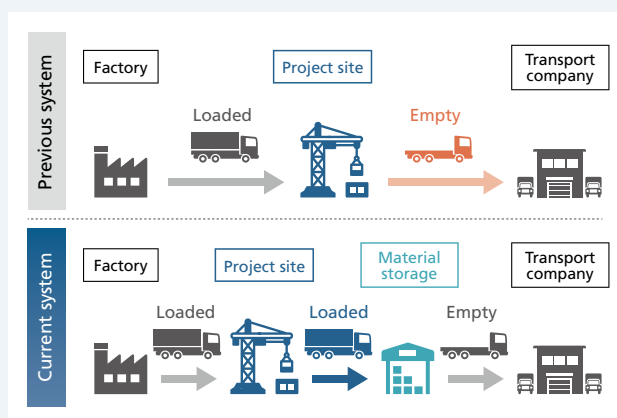 Previous system
Factory
Project site
Transport
company
Loaded
Empty
Current system
Factory
Project site
Material
storage
Transport
company
Loaded
Loaded
Empty